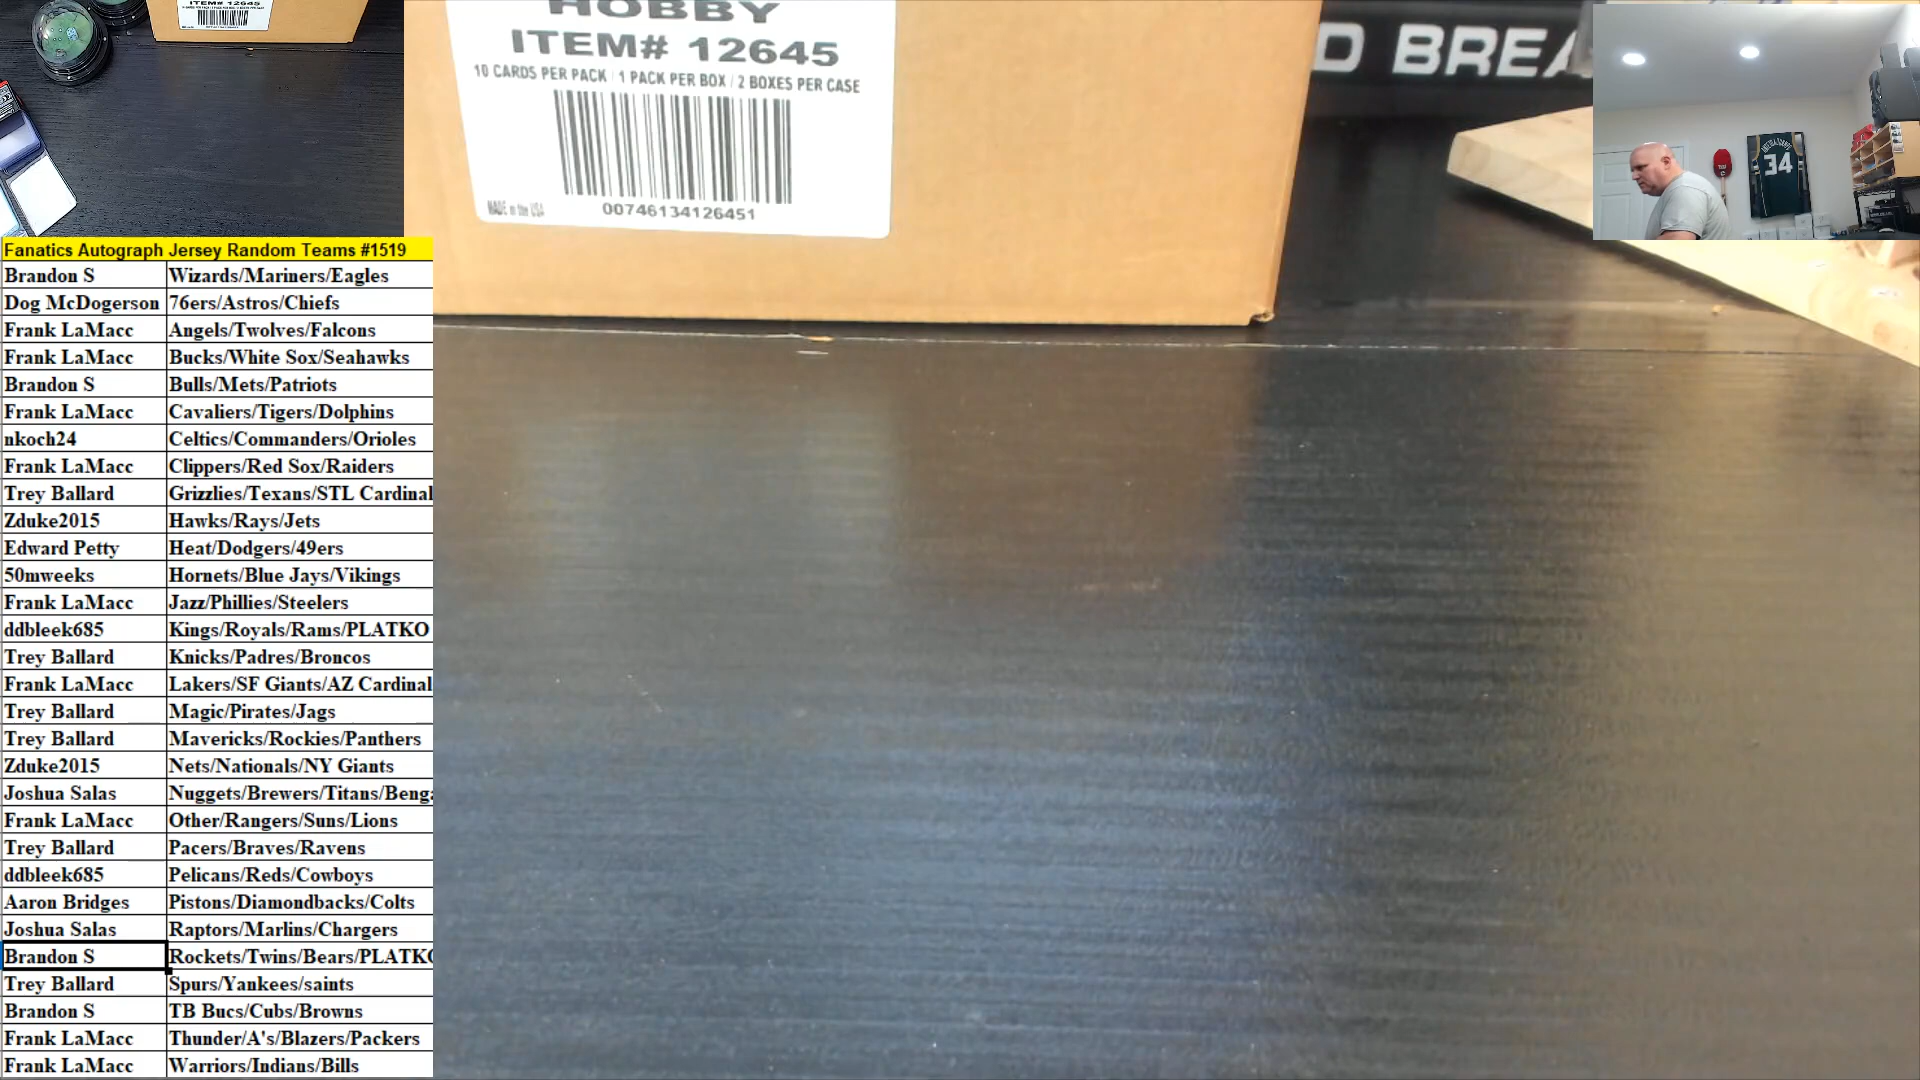 ITEM# 12645
HOBBY
ITEM# 12645
10 CARDS PER PACK / 1 PACK PER BOX / 2 BOXES PER CASE
MADE in the USA
00746134126451
D BREA
34
Fanatics Autograph Jersey Random Teams #1519
Brandon S Wizards/Mariners/Eagles
Dog McDogerson 76ers/Astros/Chiefs
Frank LaMacc Angels/Twolves/Falcons
Frank LaMacc Bucks/White Sox/Seahawks
Brandon S Bulls/Mets/Patriots
Frank LaMacc Cavaliers/Tigers/Dolphins
nkoch24 Celtics/Commanders/Orioles
Frank LaMacc Clippers/Red Sox/Raiders
Trey Ballard Grizzlies/Texans/STL Cardinal
Zduke2015 Hawks/Rays/Jets
Edward Petty Heat/Dodgers/49ers
50mweeks Hornets/Blue Jays/Vikings
Frank LaMacc Jazz/Phillies/Steelers
ddbleek685 Kings/Royals/Rams/PLATKO
Trey Ballard Knicks/Padres/Broncos
Frank LaMacc Lakers/SF Giants/AZ Cardinal
Trey Ballard Magic/Pirates/Jags
Trey Ballard Mavericks/Rockies/Panthers
Zduke2015 Nets/Nationals/NY Giants
Joshua Salas Nuggets/Brewers/Titans/Benga
Frank LaMacc Other/Rangers/Suns/Lions
Trey Ballard Pacers/Braves/Ravens
ddbleek685 Pelicans/Reds/Cowboys
Aaron Bridges Pistons/Diamondbacks/Colts
Joshua Salas Raptors/Marlins/Chargers
Brandon S Rockets/Twins/Bears/PLATKO
Trey Ballard Spurs/Yankees/saints
Brandon S TB Bucs/Cubs/Browns
Frank LaMacc Thunder/A's/Blazers/Packers
Frank LaMacc Warriors/Indians/Bills